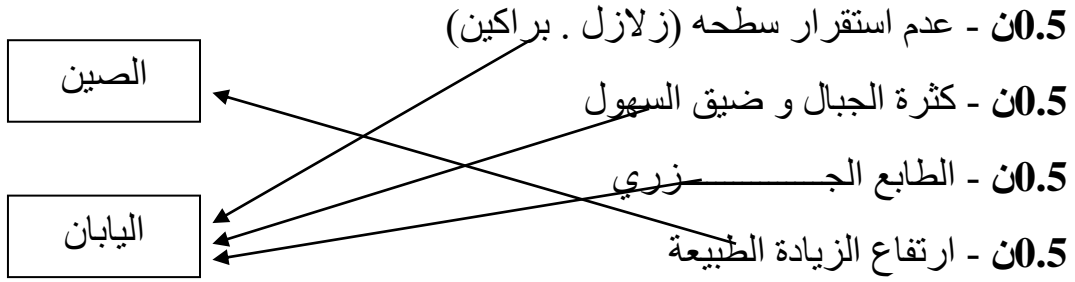 0.5ن - عدم استقرار سطحه (زلازل . براكين)
الصين
0.5ن - كثرة الجبال و ضيق السهول
0.5ن - الطابع الجـــــــــزري
اليابان
0.5ن - ارتفاع الزيادة الطبيعة